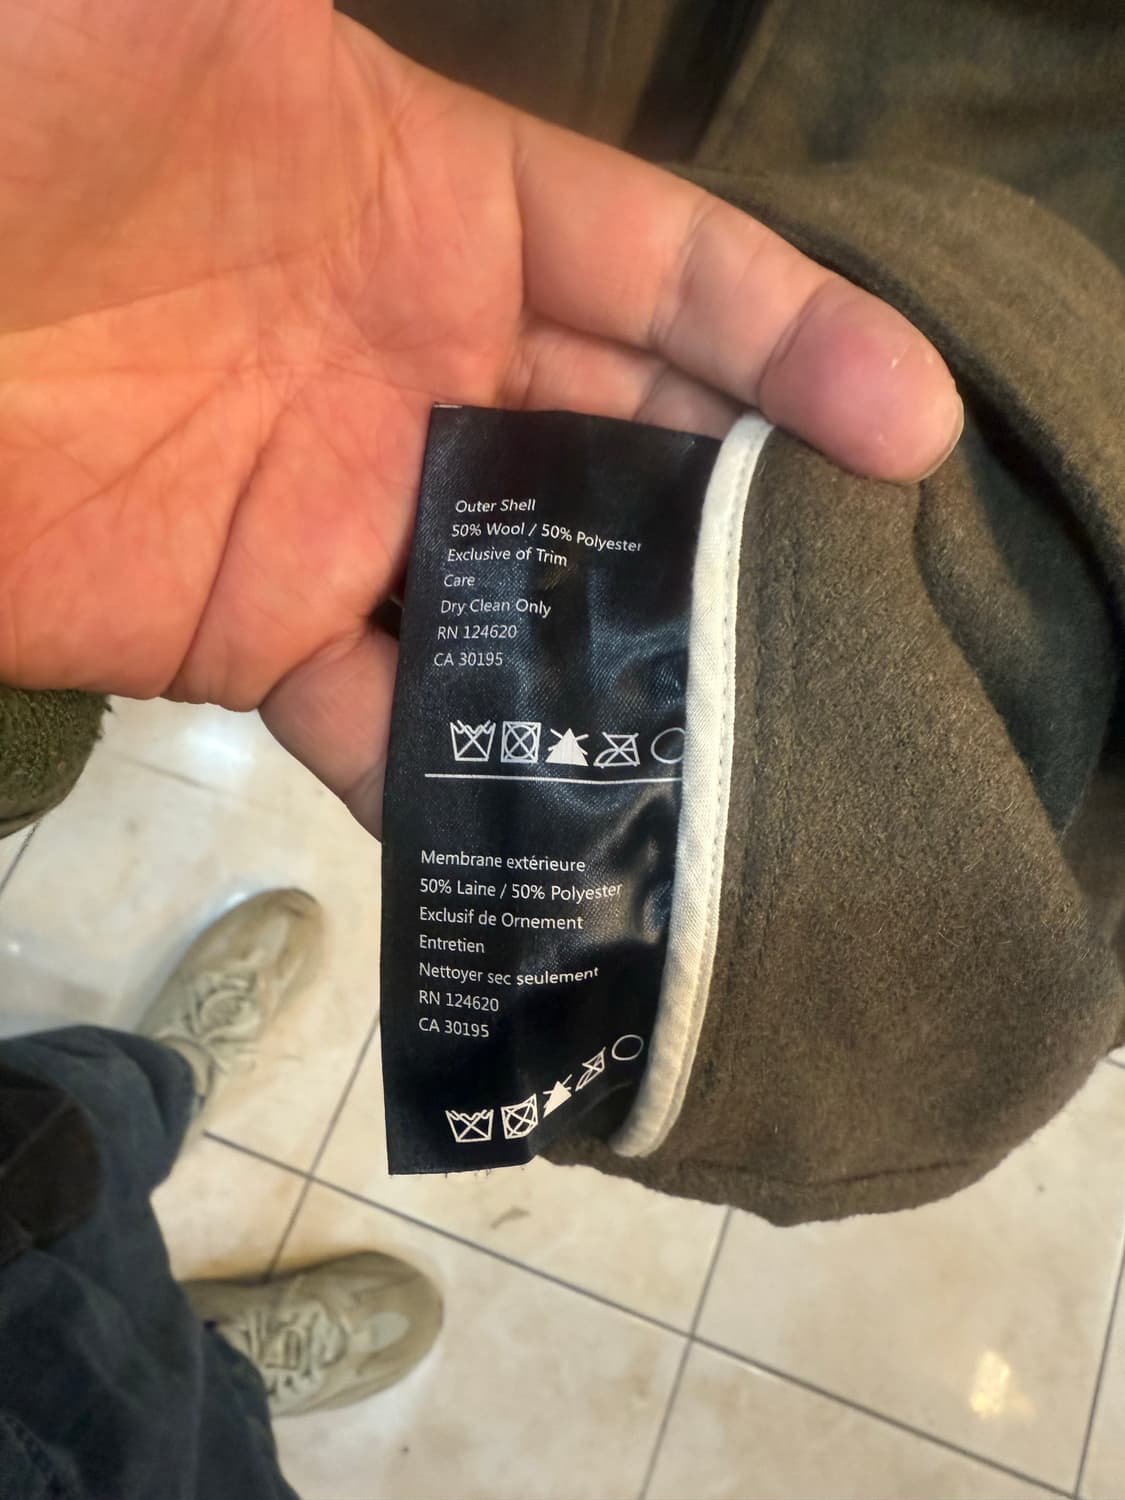 Outer Shell
50% Wool / 50% Polyester
Exclusive of Trim
Care
Dry Clean Only
RN 124620
CA 30195
Membrane extérieure
50% Laine / 50% Polyester
Exclusif de Ornement
Entretien
Nettoyer sec seulement
RN 124620
CA 30195